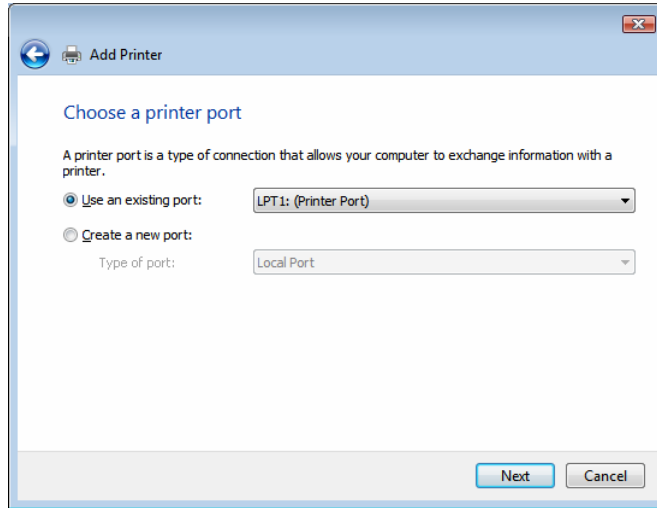 Add Printer
Choose a printer port
A printer port is a type of connection that allows your computer to exchange information with a
printer.
Use an existing port: LPT1: (Printer Port)
Create a new port:
Type of port: Local Port
Next Cancel